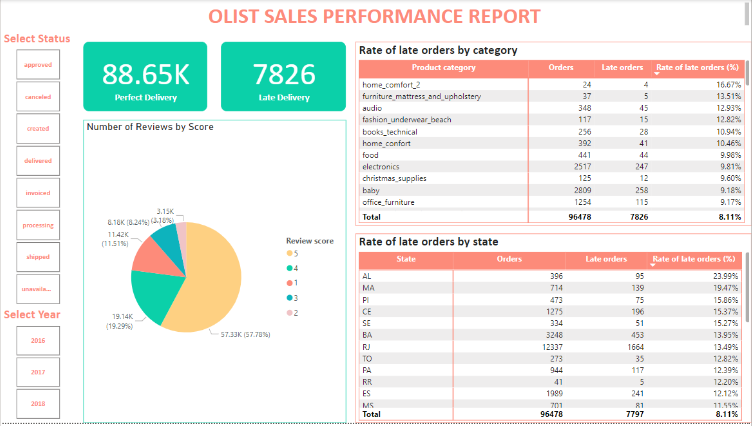 OLIST SALES PERFORMANCE REPORT
Select Status
approved
canceled
created
delivered
invoiced
processing
shipped
unavaila...
Select Year
2016
2017
2018
88.65K
Perfect Delivery
7826
Late Delivery
Number of Reviews by Score
3.15K
(3.18%)
8.18K (8.24%)
11.42K
(11.51%)
19.14K
(19.29%)
57.33K (57.78%)
Review score
5
4
1
3
2
Rate of late orders by category
Product category Orders Late orders Rate of late orders (%)
home_comfort_2 24 4 16.67%
furniture_mattress_and_upholstery 37 5 13.51%
audio 348 45 12.93%
fashion_underwear_beach 117 15 12.82%
books_technical 256 28 10.94%
home_confort 392 41 10.46%
food 441 44 9.98%
electronics 2517 247 9.81%
christmas_supplies 125 12 9.60%
baby 2809 258 9.18%
office_furniture 1254 115 9.17%
Total 96478 7826 8.11%
Rate of late orders by state
State Orders Late orders Rate of late orders (%)
AL 396 95 23.99%
MA 714 139 19.47%
PI 473 75 15.86%
CE 1275 196 15.37%
SE 334 51 15.27%
BA 3248 453 13.95%
RJ 12337 1664 13.49%
TO 273 35 12.82%
PA 944 117 12.39%
RR 41 5 12.20%
ES 1989 241 12.12%
MS 701 81 11.55%
Total 96478 7797 8.11%